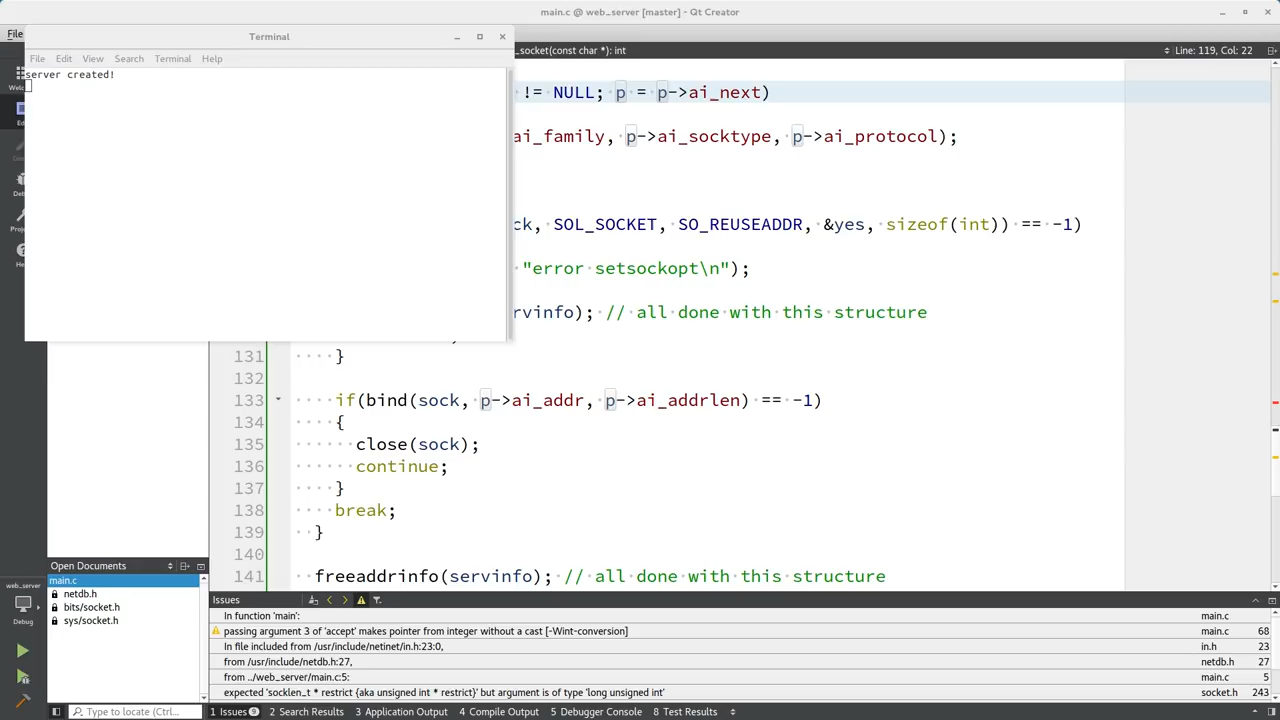 main.c @ web_server [master] - Qt Creator
File
Terminal
File Edit View Search Terminal Help
server created!
_socket(const char *): int
Line: 119, Col: 22
!= NULL; p = p->ai_next)
ai_family, p->ai_socktype, p->ai_protocol);
ck, SOL_SOCKET, SO_REUSEADDR, &yes, sizeof(int)) == -1)
"error setsockopt\n");
rvinfo); // all done with this structure
131 }
132
133 if(bind(sock, p->ai_addr, p->ai_addrlen) == -1)
134 {
135 close(sock);
136 continue;
137 }
138 break;
139 }
140
141 freeaddrinfo(servinfo); // all done with this structure
Open Documents
main.c
netdb.h
bits/socket.h
sys/socket.h
web_server
Debug
Issues
In function 'main': main.c
passing argument 3 of 'accept' makes pointer from integer without a cast [-Wint-conversion] main.c 68
In file included from /usr/include/netinet/in.h:23:0, in.h 23
from /usr/include/netdb.h:27, netdb.h 27
from ../web_server/main.c:5: main.c 5
expected 'socklen_t * restrict {aka unsigned int * restrict}' but argument is of type 'long unsigned int' socket.h 243
Type to locate (Ctrl...
1 Issues 9 2 Search Results 3 Application Output 4 Compile Output 5 Debugger Console 8 Test Results